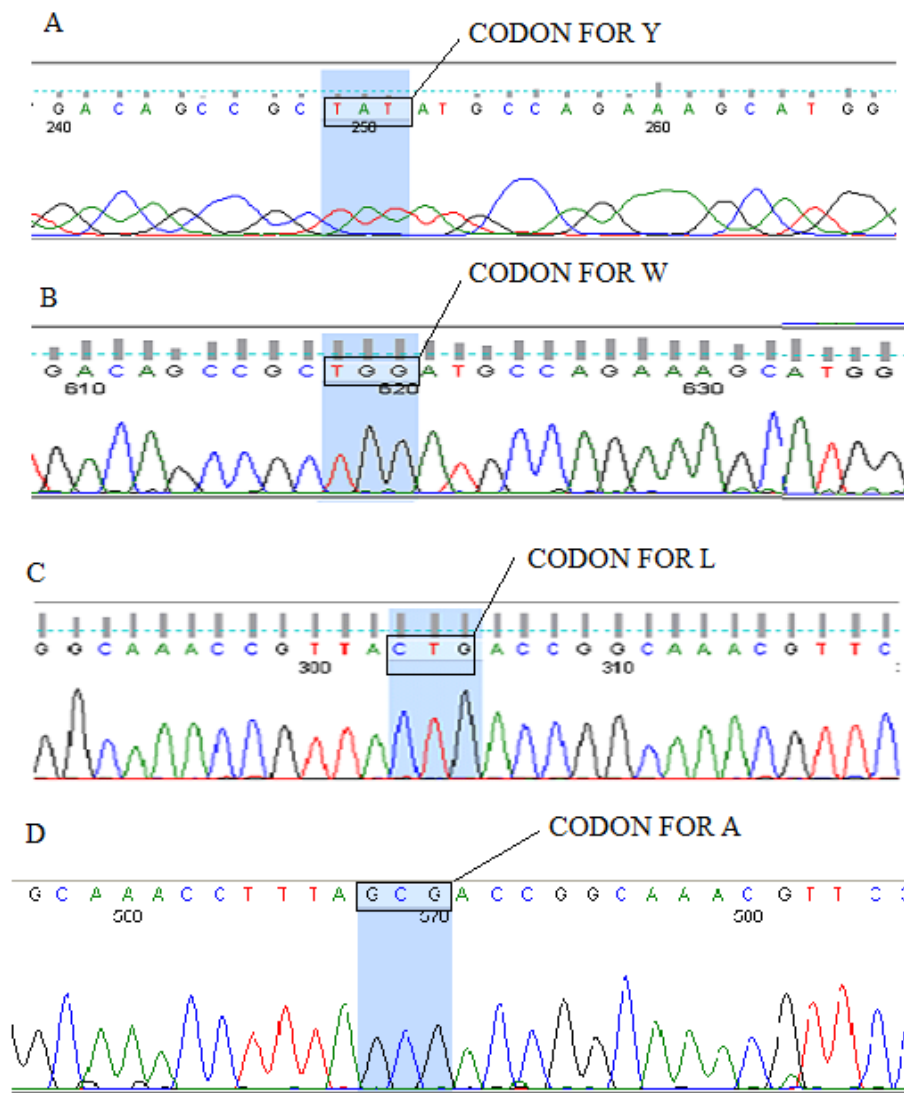 A
CODON FOR Y
G A C A G C C G C T A T A T G C C A G A A A G C A T G G
240 250 260
B
CODON FOR W
G A C A G C C G C T G G A T G C C A G A A A G C A T G G
610 620 630
C
CODON FOR L
G G C A A A C C G T T A C T G A C C G G C A A A C G T T C
300 310
D
CODON FOR A
G C A A A C C T T T A G C G A C C G G C A A A C G T T C
570